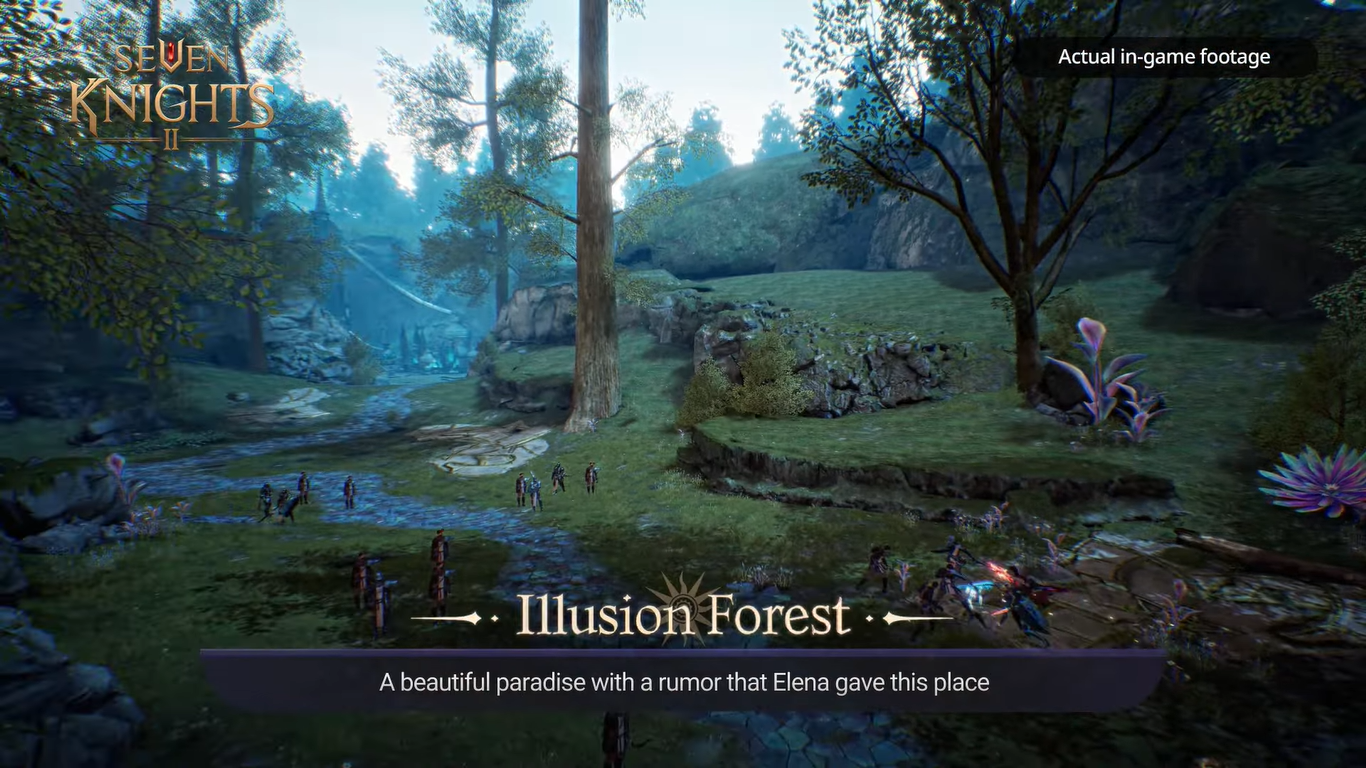 SEVEN
KNIGHTS
II
Actual in-game footage
Illusion Forest
A beautiful paradise with a rumor that Elena gave this place